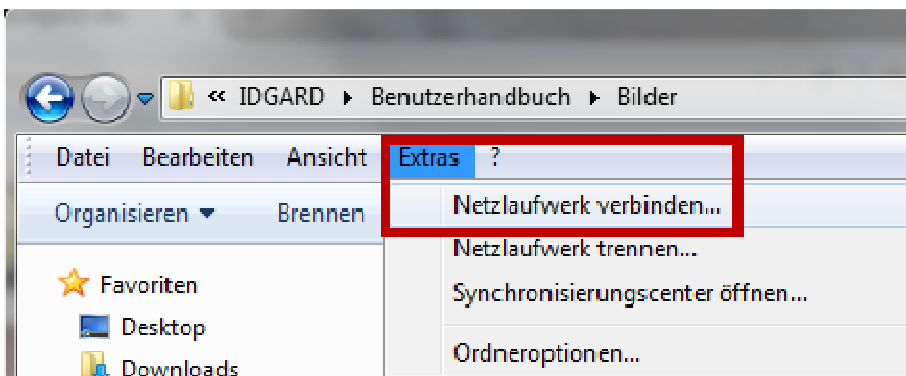 « IDGARD ▸ Benutzerhandbuch ▸ Bilder
Datei Bearbeiten Ansicht Extras ?
Organisieren ▼ Brennen
Netzlaufwerk verbinden...
Netzlaufwerk trennen...
Synchronisierungscenter öffnen...
Ordneroptionen...
Favoriten
Desktop
Downloads